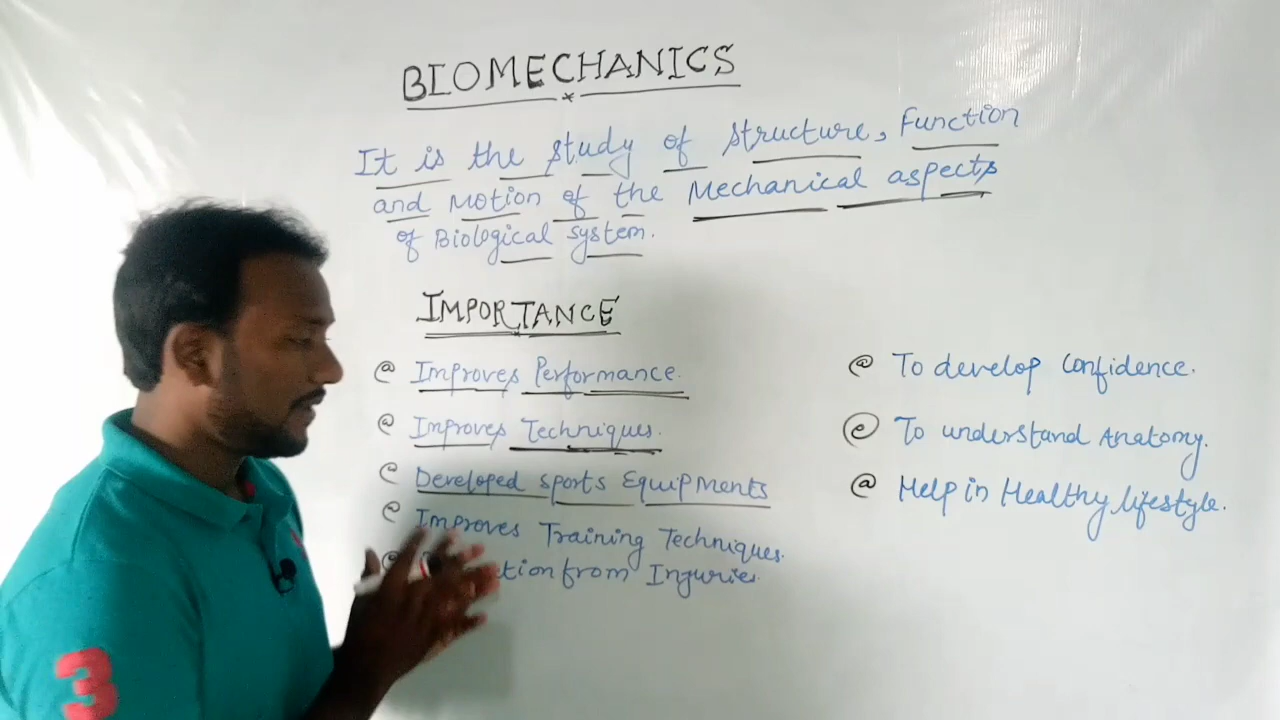 BIOMECHANICS
It is the study of structure, Function
and Motion of the Mechanical aspects
of Biological system.
IMPORTANCE
@ Improves Performance.
@ Improves Techniques.
@ Developed sports Equipments
@ Improves Training Techniques.
from Inguries.
@ To develop confidence.
@ To understand Anatomy.
@ Help in Healthy lifestyle.
3